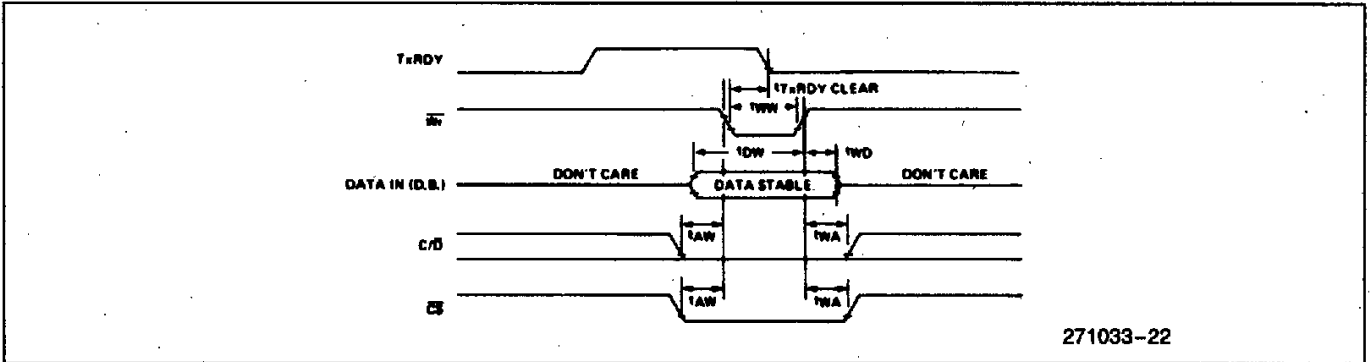 TxRDY
tTxRDY CLEAR
tWW
WR
tDW
tWD
DON'T CARE
DON'T CARE
DATA IN (D.B.)
DATA STABLE
tAW
tWA
C/D
tAW
tWA
CS
271033-22